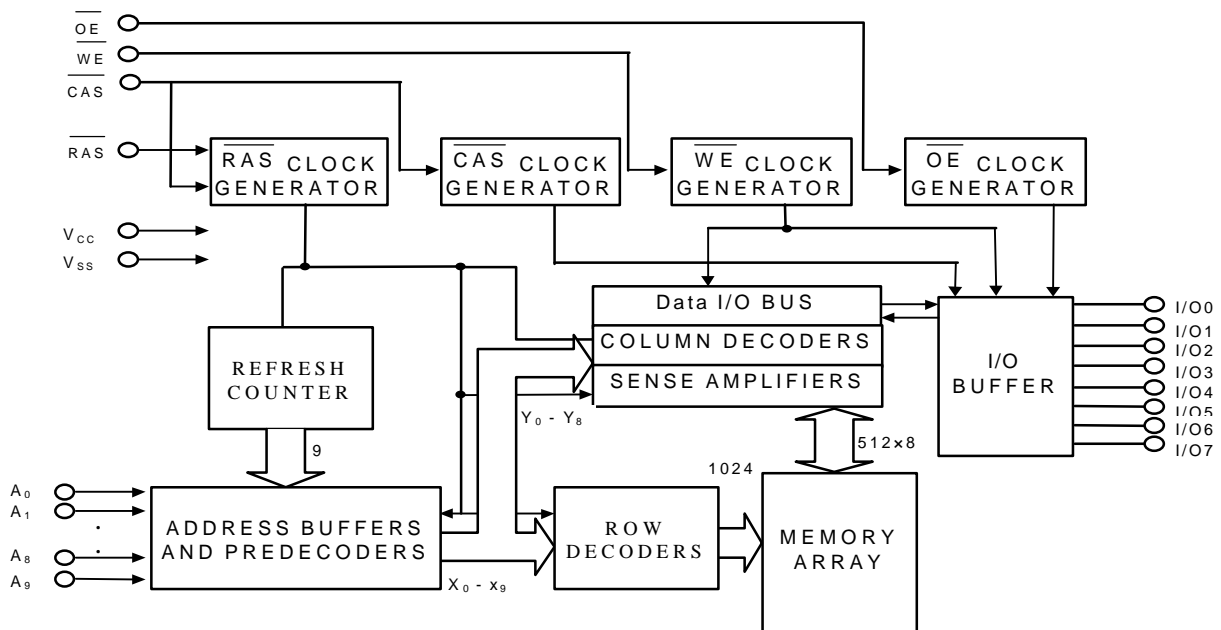 OE
WE
CAS
RAS
RAS CLOCK
GENERATOR
CAS CLOCK
GENERATOR
WE CLOCK
GENERATOR
OE CLOCK
GENERATOR
VCC
VSS
Data I/O BUS
COLUMN DECODERS
SENSE AMPLIFIERS
REFRESH
COUNTER
I/O
BUFFER
I/O0
I/O1
I/O2
I/O3
I/O4
I/O5
I/O6
I/O7
Y0 - Y8
9
512×8
1024
A0
A1
.
.
A8
A9
ADDRESS BUFFERS
AND PREDECODERS
X0 - x9
ROW
DECODERS
MEMORY
ARRAY